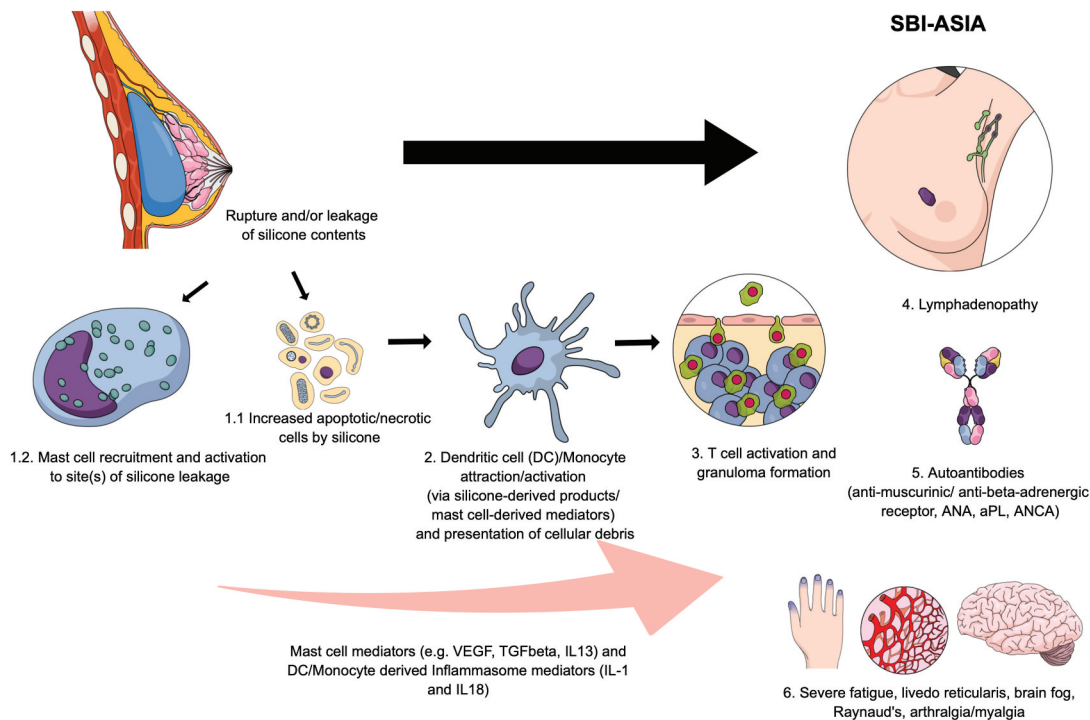 SBI-ASIA
Rupture and/or leakage
of silicone contents
4. Lymphadenopathy
1.1 Increased apoptotic/necrotic
cells by silicone
1.2. Mast cell recruitment and activation
to site(s) of silicone leakage
2. Dendritic cell (DC)/Monocyte
attraction/activation
(via silicone-derived products/
mast cell-derived mediators)
and presentation of cellular debris
3. T cell activation and
granuloma formation
5. Autoantibodies
(anti-muscurinic/ anti-beta-adrenergic
receptor, ANA, aPL, ANCA)
Mast cell mediators (e.g. VEGF, TGFbeta, IL13) and
DC/Monocyte derived Inflammasome mediators (IL-1
and IL18)
6. Severe fatigue, livedo reticularis, brain fog,
Raynaud's, arthralgia/myalgia